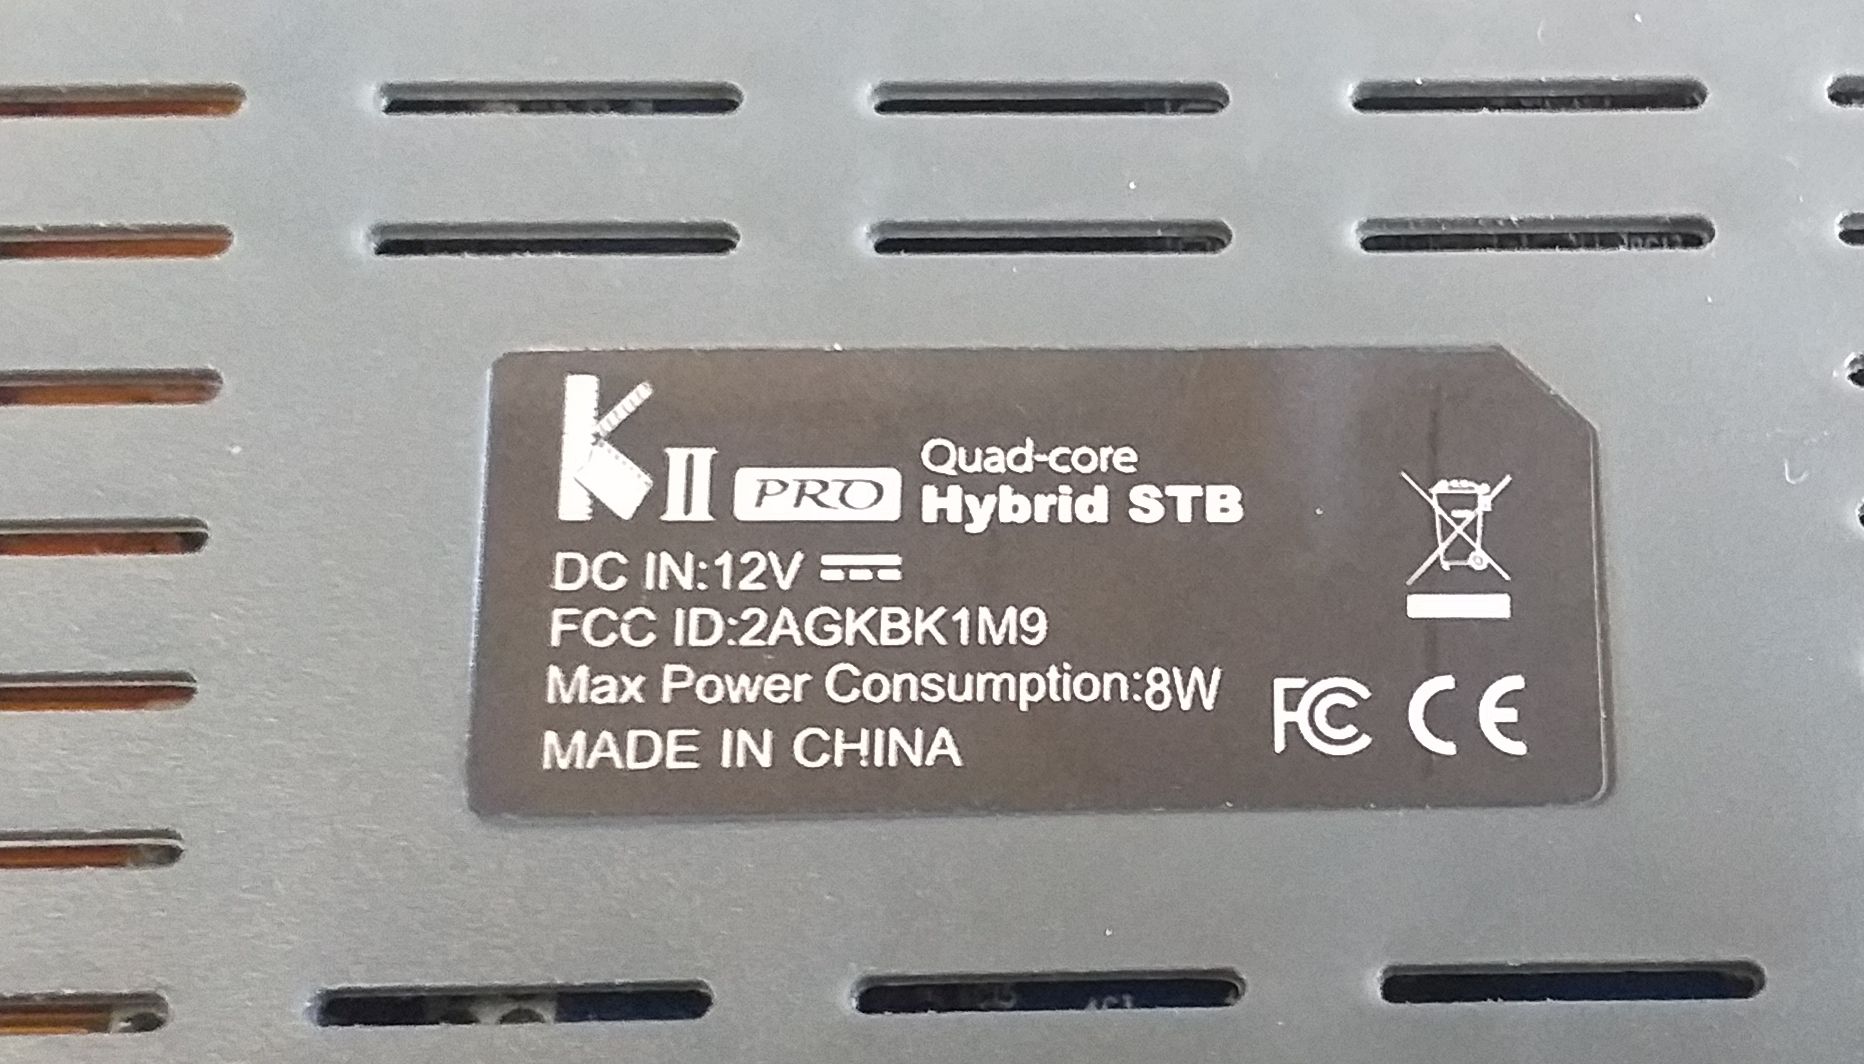 KII PRO Quad-core
Hybrid STB
DC IN:12V
FCC ID:2AGKBK1M9
Max Power Consumption:8W
MADE IN CHINA
FC CE